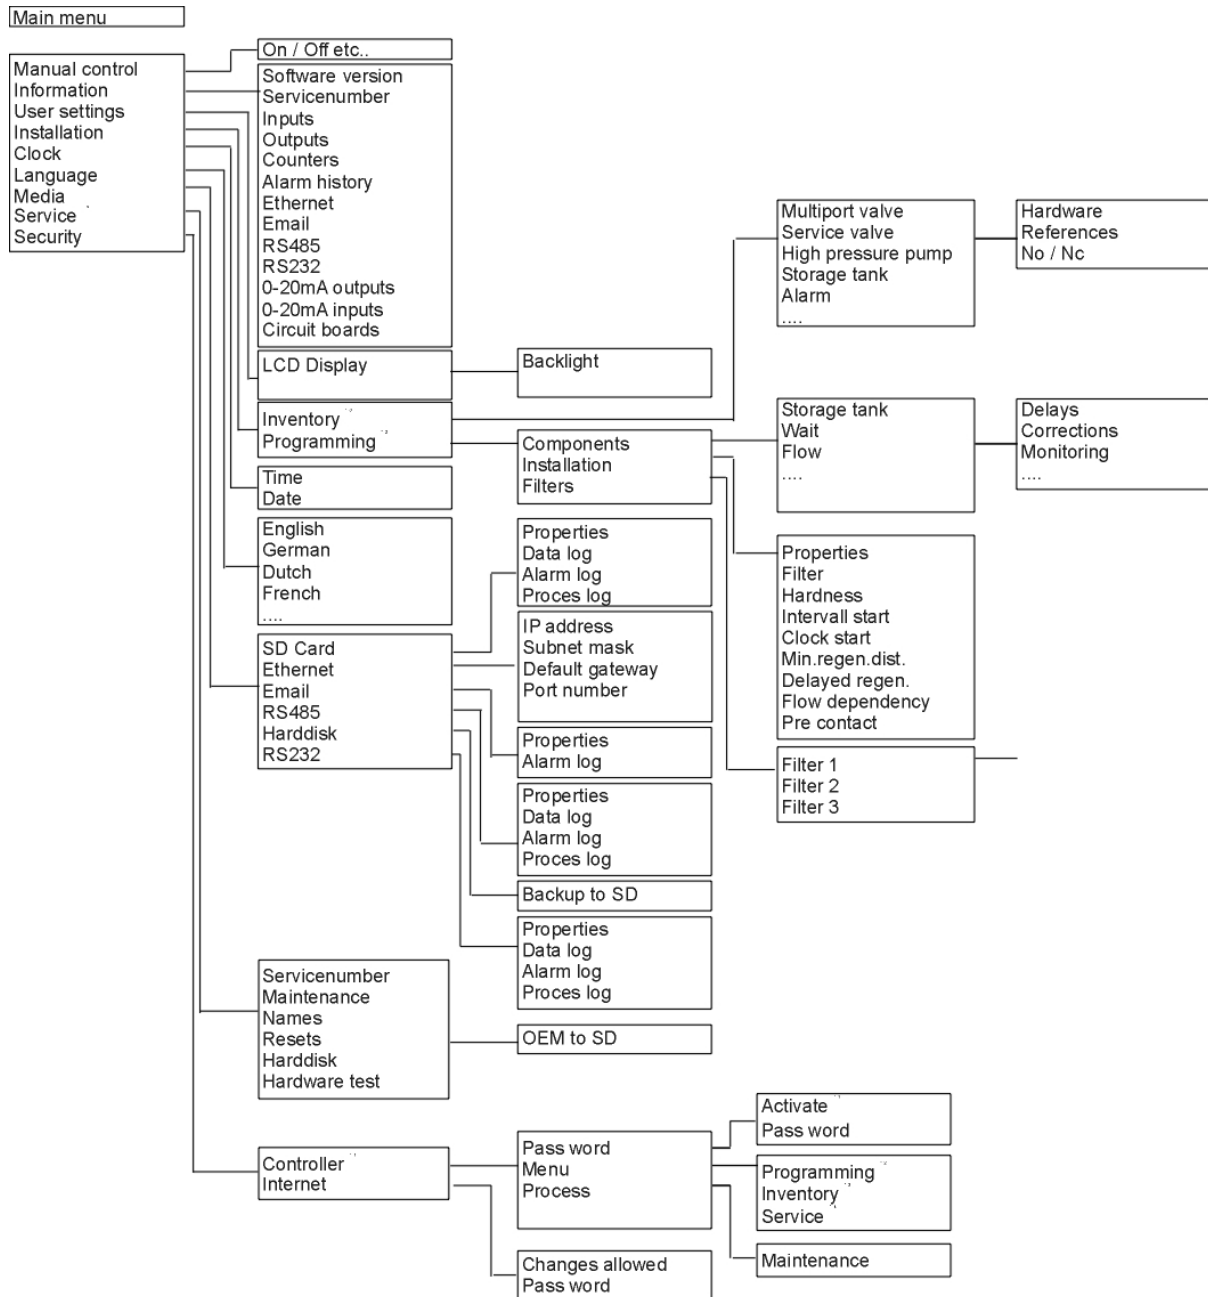 Main menu
Manual control
Information
User settings
Installation
Clock
Language
Media
Service
Security
On / Off etc..
Software version
Servicenumber
Inputs
Outputs
Counters
Alarm history
Ethernet
Email
RS485
RS232
0-20mA outputs
0-20mA inputs
Circuit boards
LCD Display
Backlight
Inventory
Programming
Multiport valve
Service valve
High pressure pump
Storage tank
Alarm
....
Hardware
References
No / Nc
Components
Installation
Filters
Storage tank
Wait
Flow
....
Delays
Corrections
Monitoring
....
Properties
Filter
Hardness
Intervall start
Clock start
Min.regen.dist.
Delayed regen.
Flow dependency
Pre contact
Filter 1
Filter 2
Filter 3
Time
Date
English
German
Dutch
French
....
SD Card
Ethernet
Email
RS485
Harddisk
RS232
Properties
Data log
Alarm log
Proces log
IP address
Subnet mask
Default gateway
Port number
Properties
Alarm log
Properties
Data log
Alarm log
Proces log
Backup to SD
Properties
Data log
Alarm log
Proces log
Servicenumber
Maintenance
Names
Resets
Harddisk
Hardware test
OEM to SD
Controller
Internet
Pass word
Menu
Process
Activate
Pass word
Programming
Inventory
Service
Maintenance
Changes allowed
Pass word